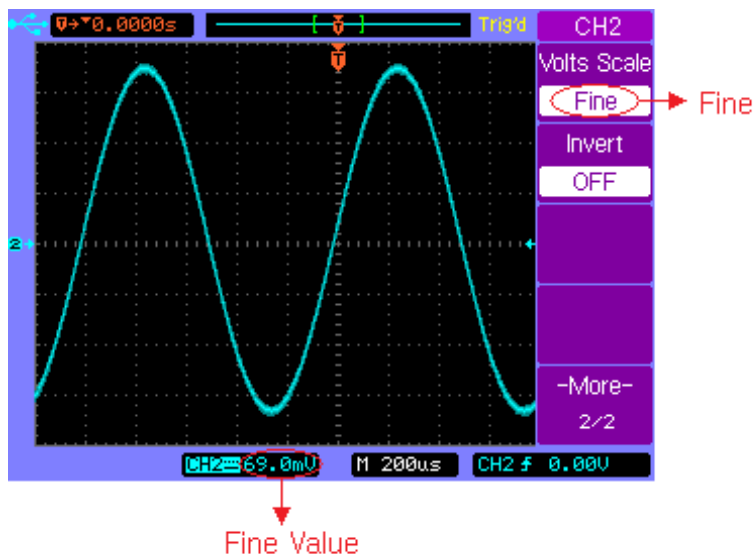 T→▼0.0000s [ T ] Trig'd CH2
T
Volts Scale
Fine
Fine
Invert
OFF
2
-More-
2/2
CH2 69.0mV M 200us CH2 0.00V
Fine Value